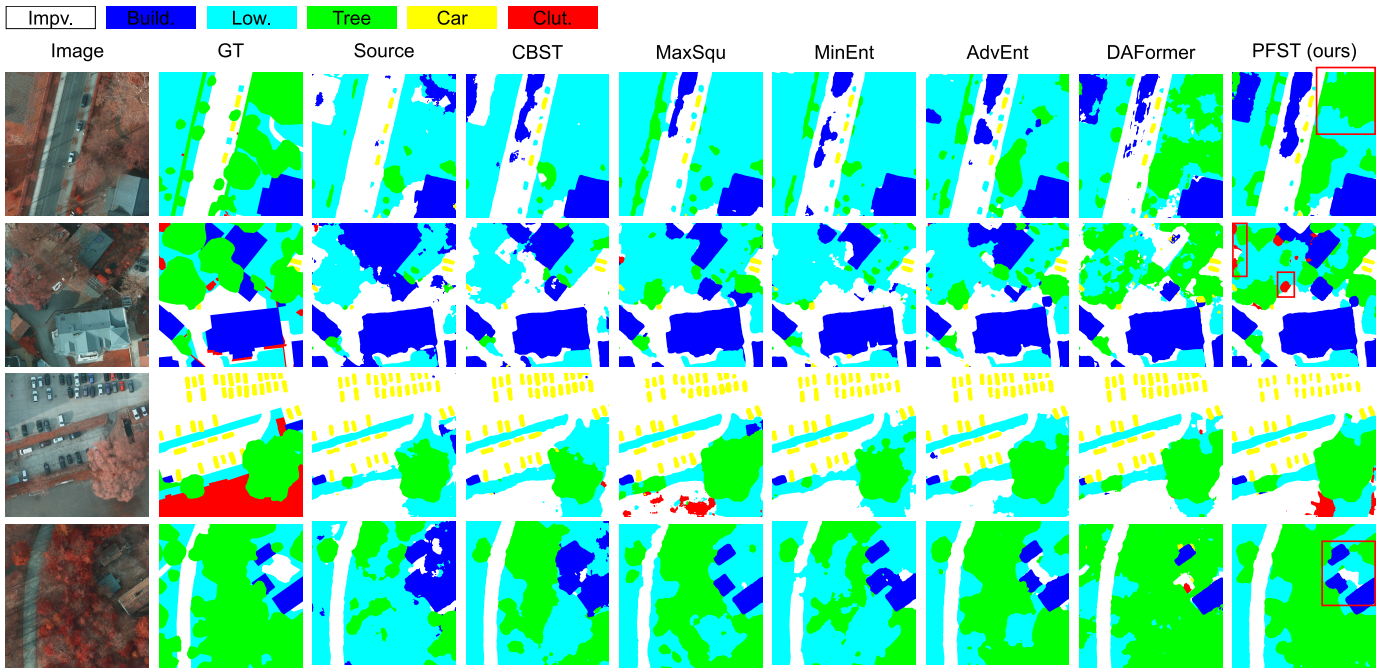 Impv. Build. Low. Tree Car Clut.
Image GT Source CBST MaxSqu MinEnt AdvEnt DAFormer PFST (ours)